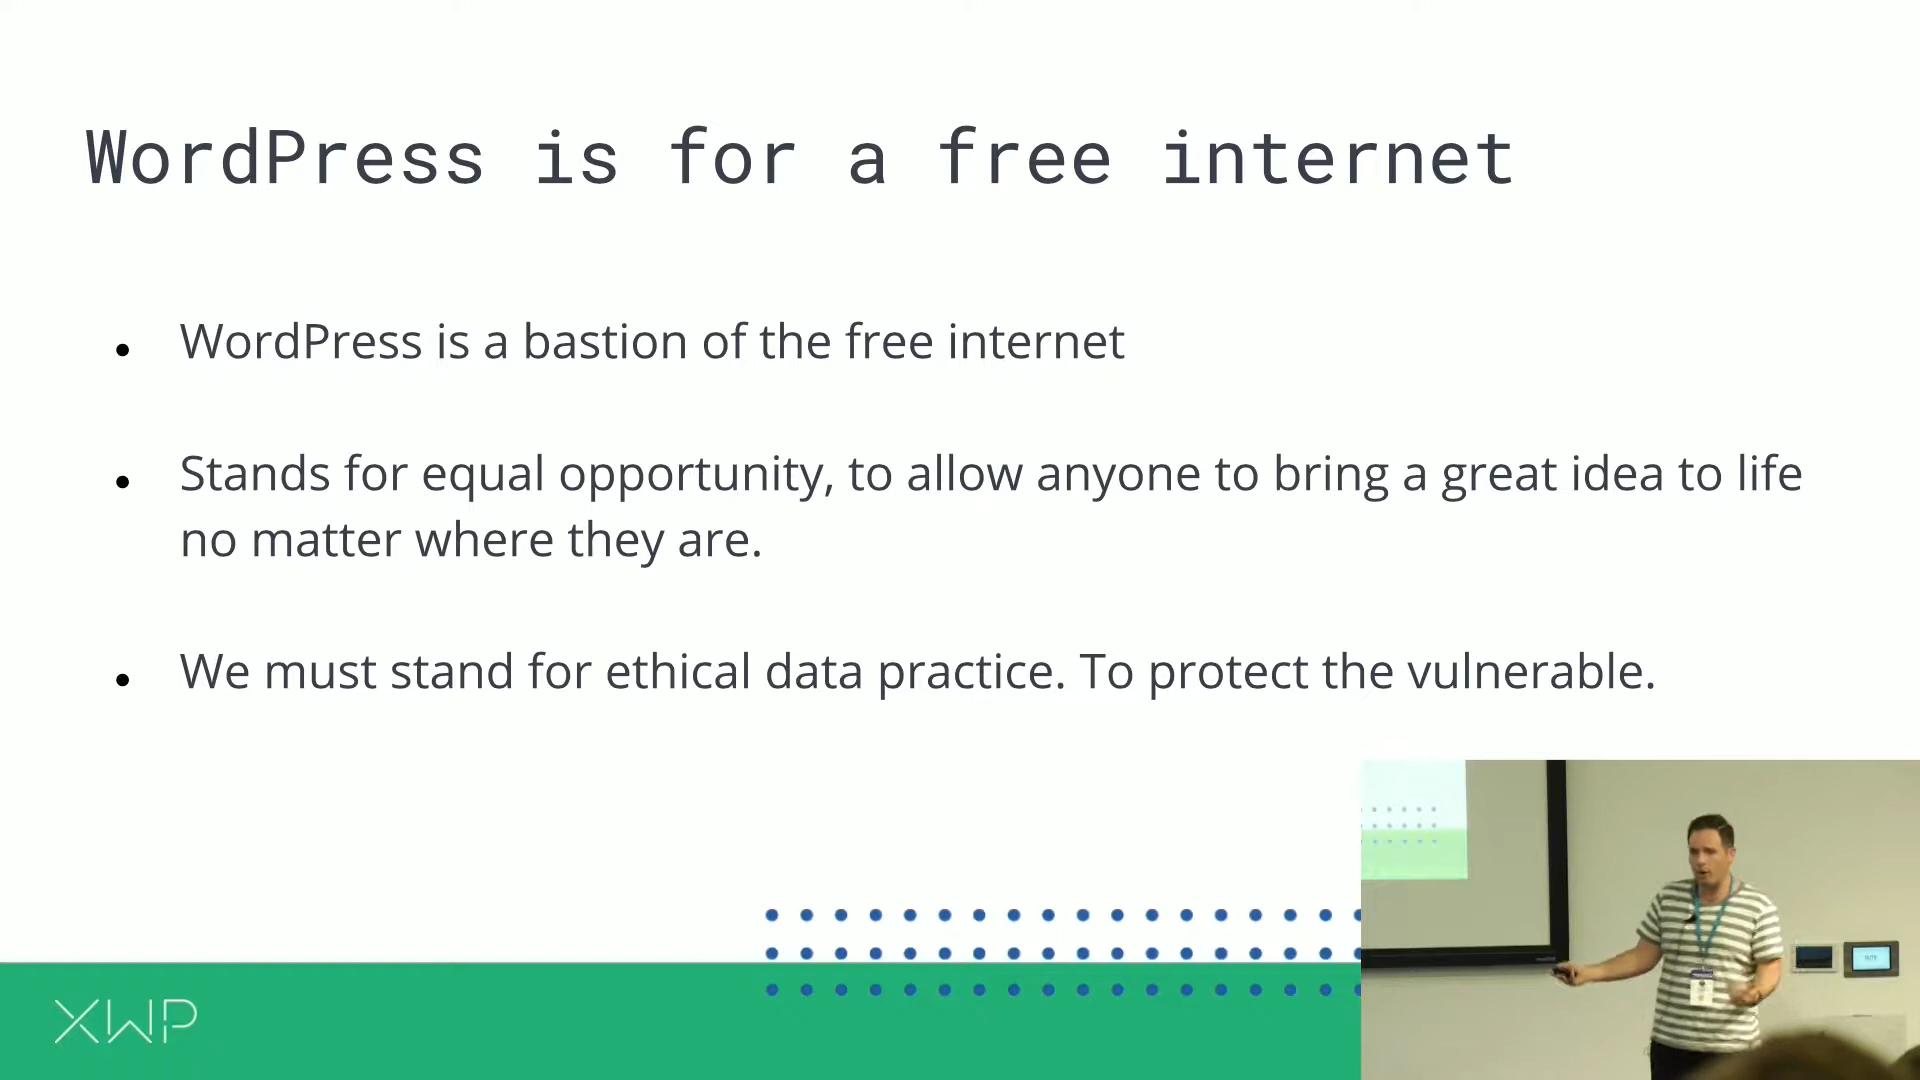 WordPress is for a free internet
WordPress is a bastion of the free internet
Stands for equal opportunity, to allow anyone to bring a great idea to life
no matter where they are.
We must stand for ethical data practice. To protect the vulnerable.
XWP